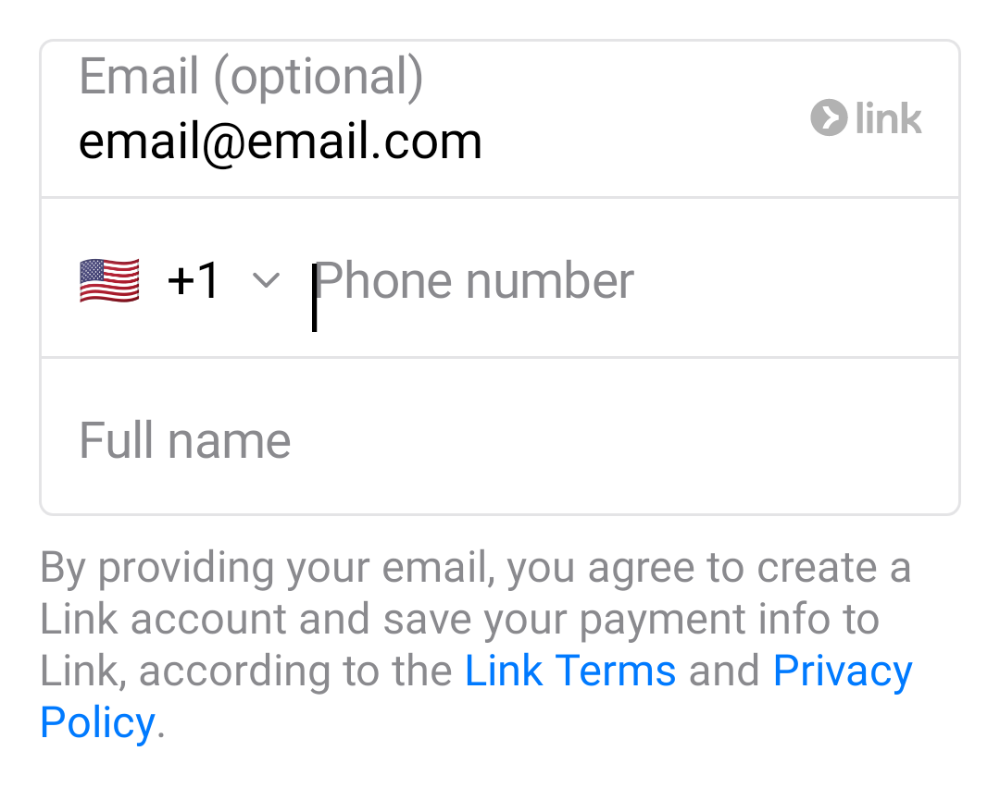 Email (optional)
email@email.com
link
+1 Phone number
Full name
By providing your email, you agree to create a
Link account and save your payment info to
Link, according to the Link Terms and Privacy
Policy.